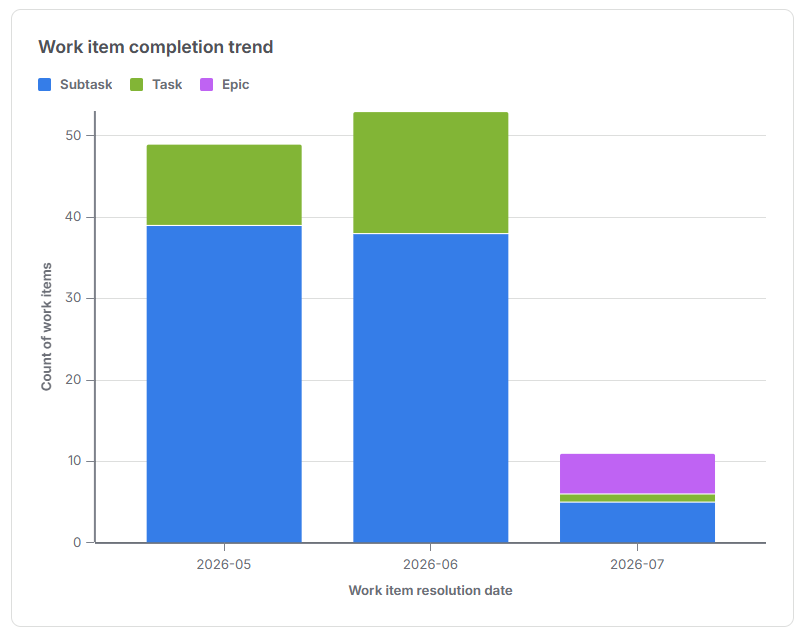 Work item completion trend
Subtask Task Epic
50
40
30
20
10
0
Count of work items
2026-05 2026-06 2026-07
Work item resolution date